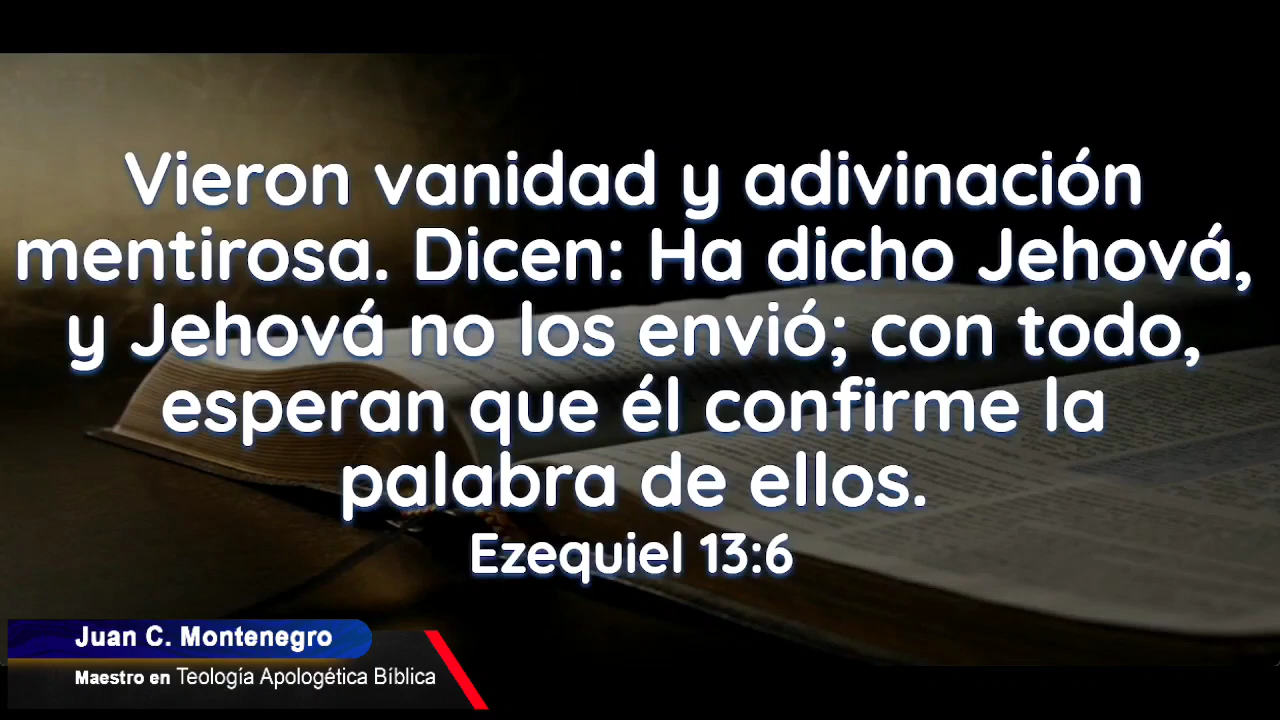 Vieron vanidad y adivinación
mentirosa. Dicen: Ha dicho Jehová,
y Jehová no los envió; con todo,
esperan que él confirme la
palabra de ellos.
Ezequiel 13:6
Juan C. Montenegro
Maestro en Teología Apologética Bíblica